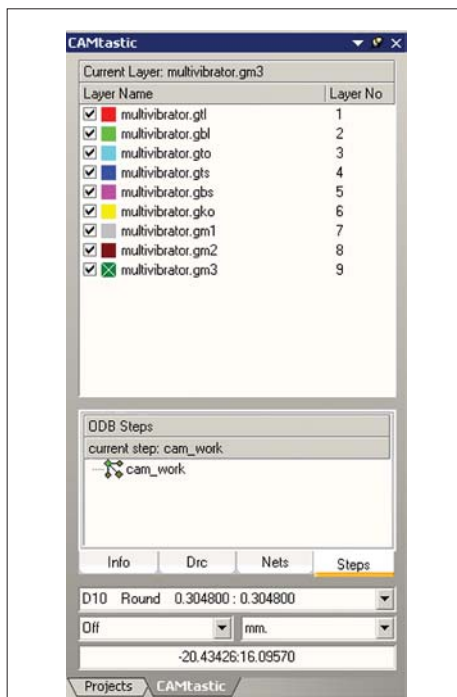 CAMtastic
Current Layer: multivibrator.gm3
Layer Name Layer No
multivibrator.gtl 1
multivibrator.gbl 2
multivibrator.gto 3
multivibrator.gts 4
multivibrator.gbs 5
multivibrator.gko 6
multivibrator.gm1 7
multivibrator.gm2 8
multivibrator.gm3 9
ODB Steps
current step: cam_work
cam_work
Info Drc Nets Steps
D10 Round 0.304800 : 0.304800
Off mm.
-20.43426:16.09570
Projects CAMtastic